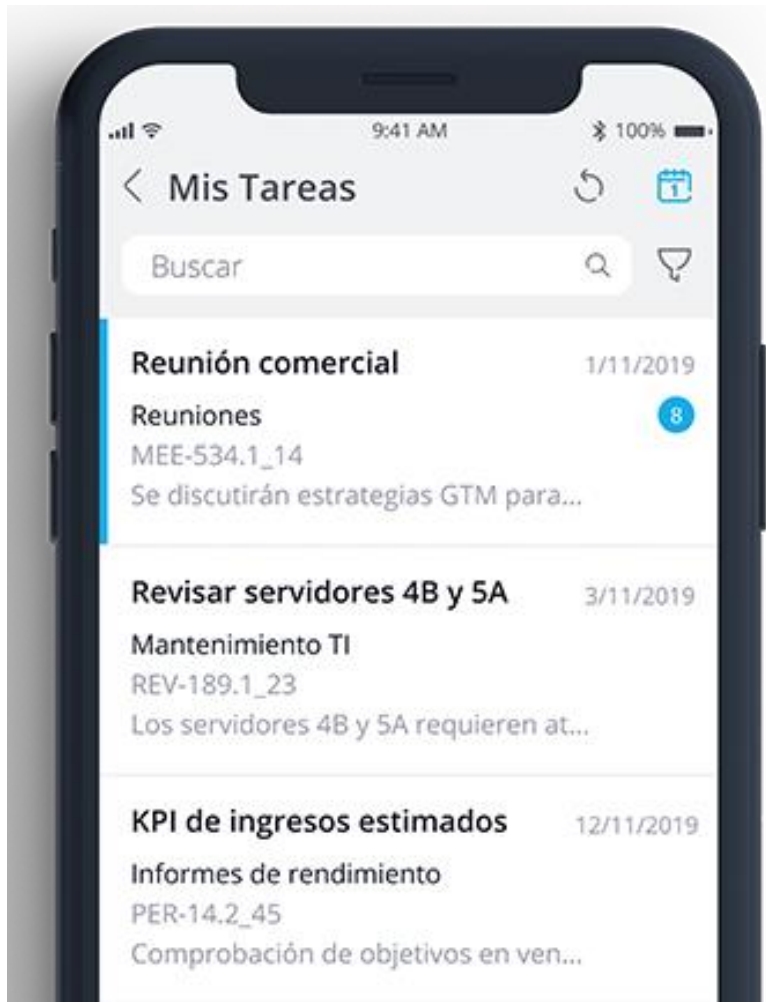 9:41 AM 100%
Mis Tareas 1
Buscar
Reunión comercial 1/11/2019
Reuniones 8
MEE-534.1_14
Se discutirán estrategias GTM para...
Revisar servidores 4B y 5A 3/11/2019
Mantenimiento TI
REV-189.1_23
Los servidores 4B y 5A requieren at...
KPI de ingresos estimados 12/11/2019
Informes de rendimiento
PER-14.2_45
Comprobación de objetivos en ven...